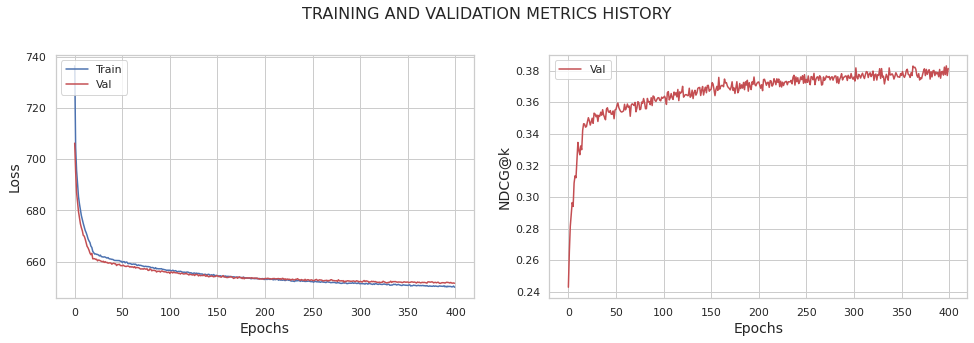 TRAINING AND VALIDATION METRICS HISTORY
740
720
700
680
660
Loss
Train
Val
0 50 100 150 200 250 300 350 400
Epochs
0.38
0.36
0.34
0.32
0.30
0.28
0.26
0.24
NDCG@k
Val
0 50 100 150 200 250 300 350 400
Epochs